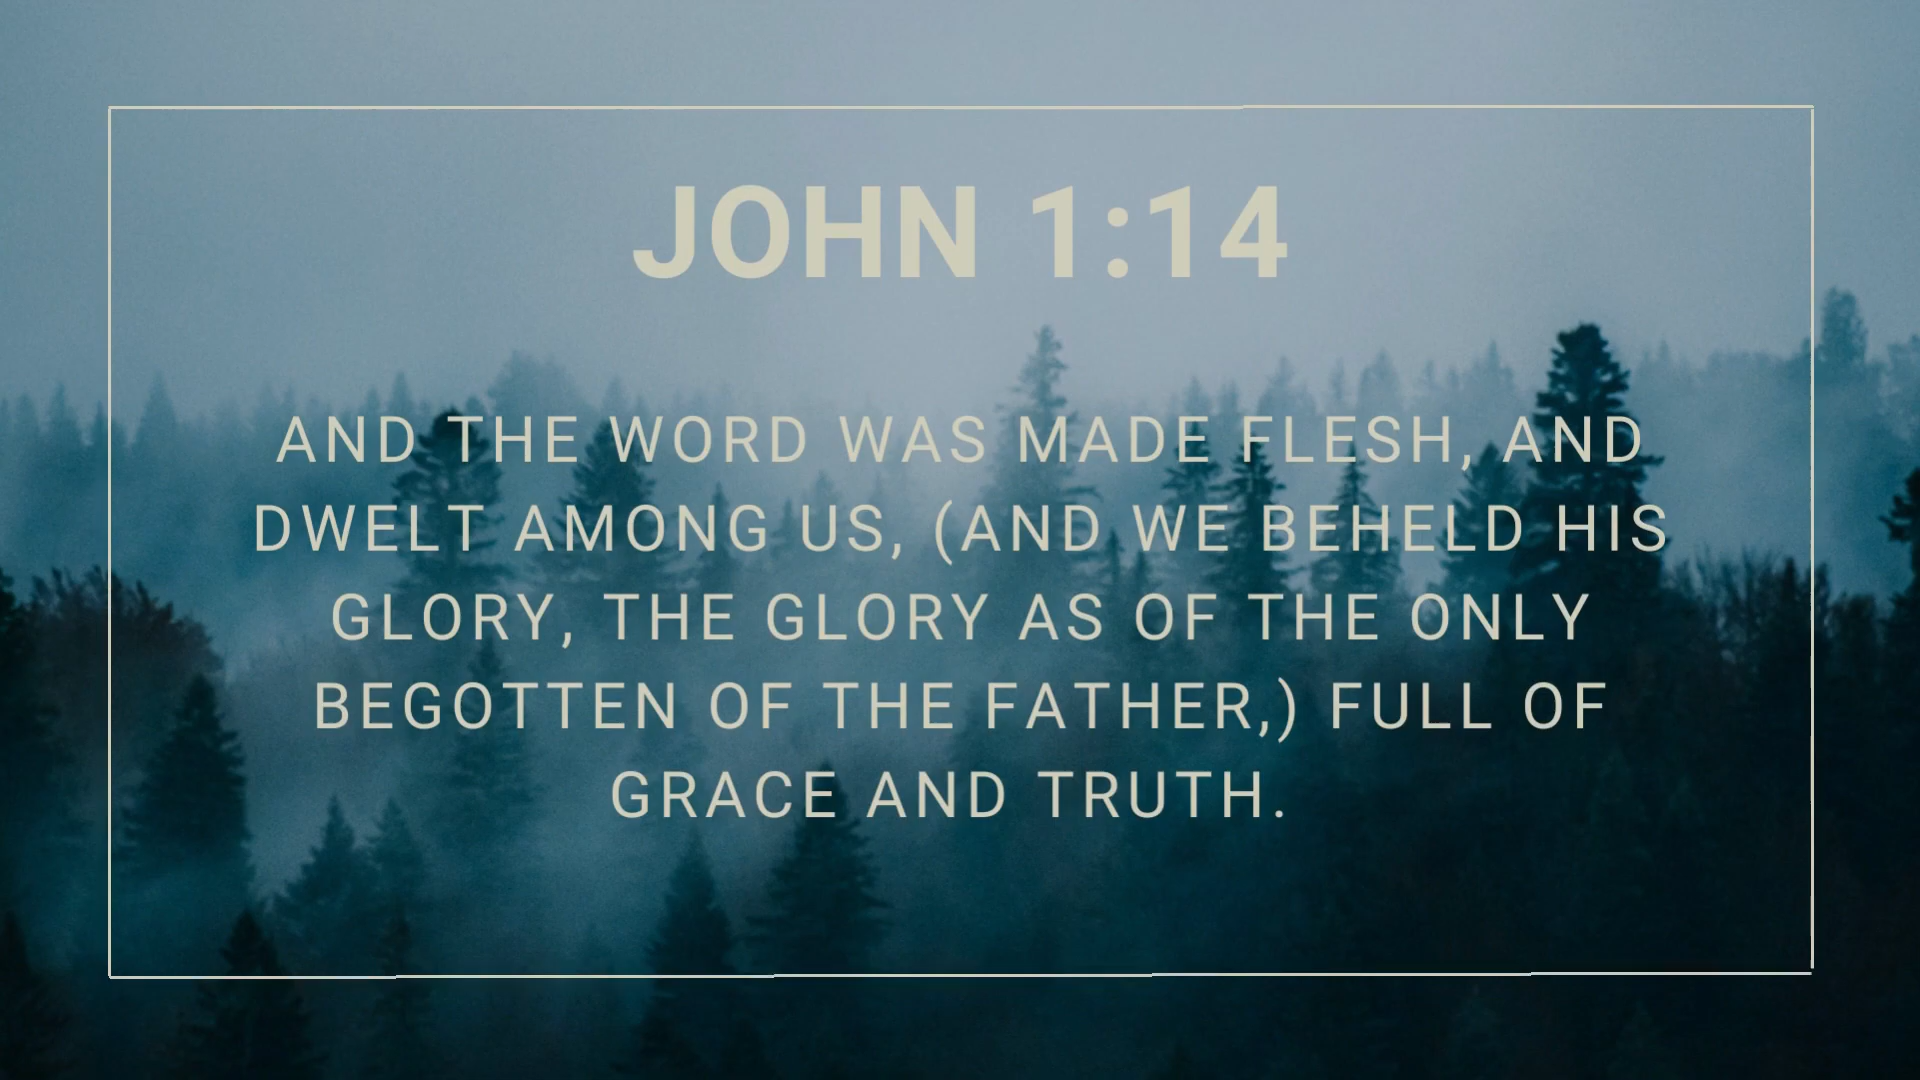 JOHN 1:14
AND THE WORD WAS MADE FLESH, AND
DWELT AMONG US, (AND WE BEHELD HIS
GLORY, THE GLORY AS OF THE ONLY
BEGOTTEN OF THE FATHER,) FULL OF
GRACE AND TRUTH.